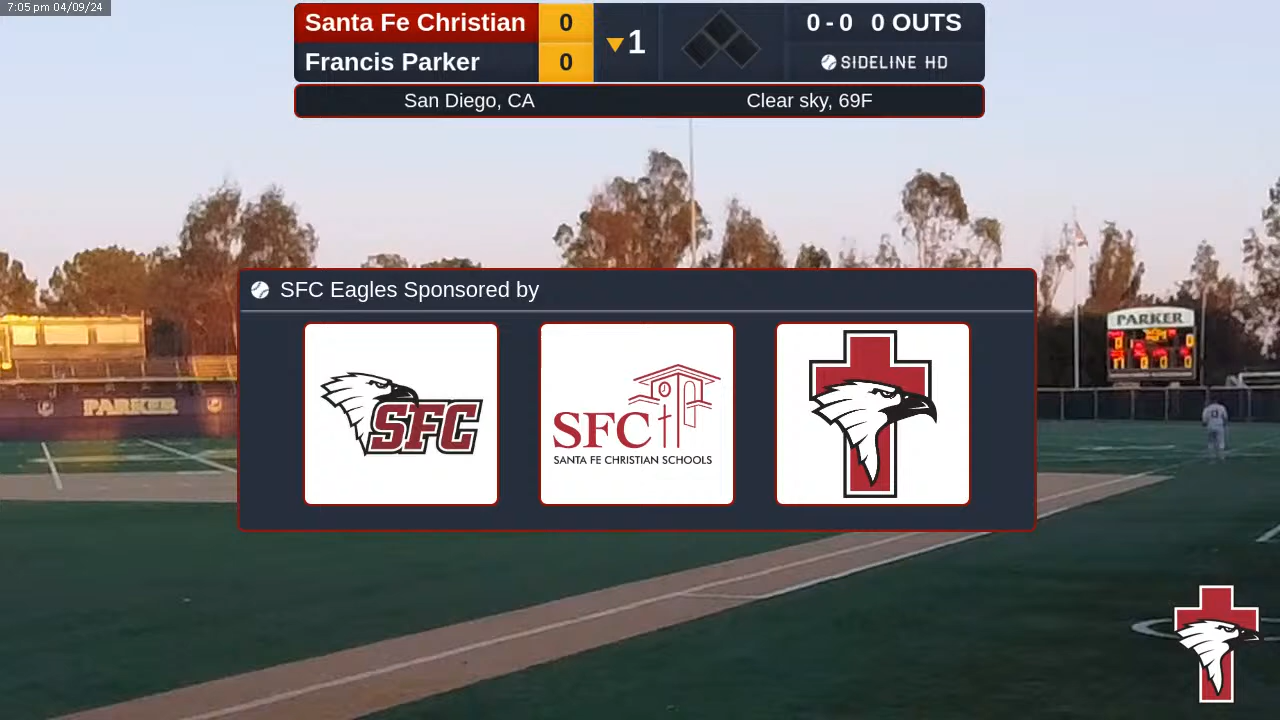 7:05 pm 04/09/24
Santa Fe Christian 0
Francis Parker 0
1
0 - 0 0 OUTS
SIDELINE HD
San Diego, CA
Clear sky, 69F
SFC Eagles Sponsored by
SFC
SFC
SANTA FE CHRISTIAN SCHOOLS
PARKER
PARKER